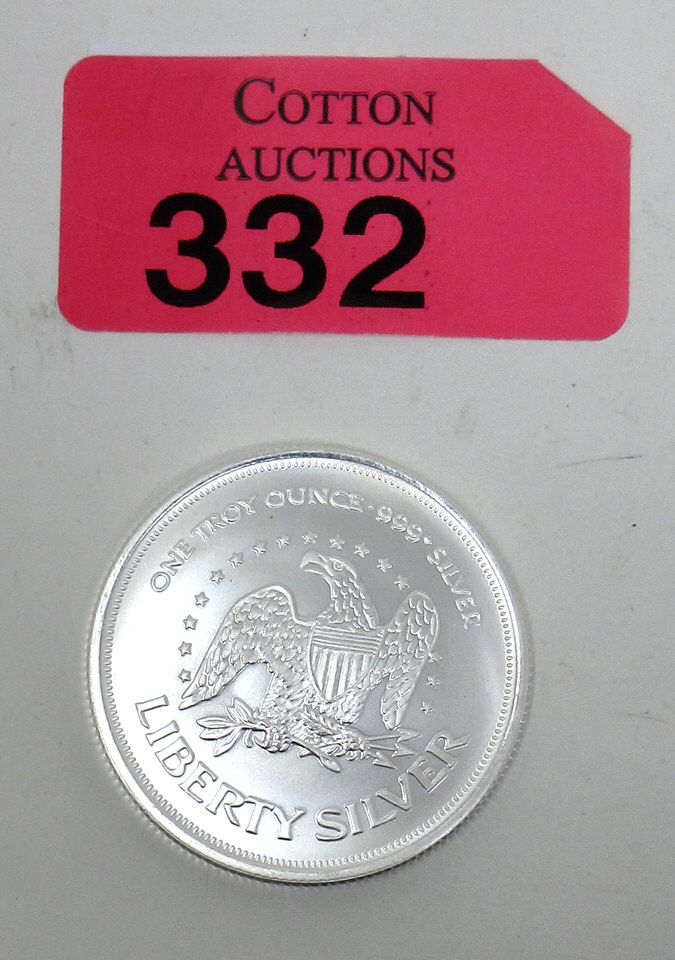 COTTON
AUCTIONS
332
ONE TROY OUNCE · 999+ SILVER
LIBERTY SILVER